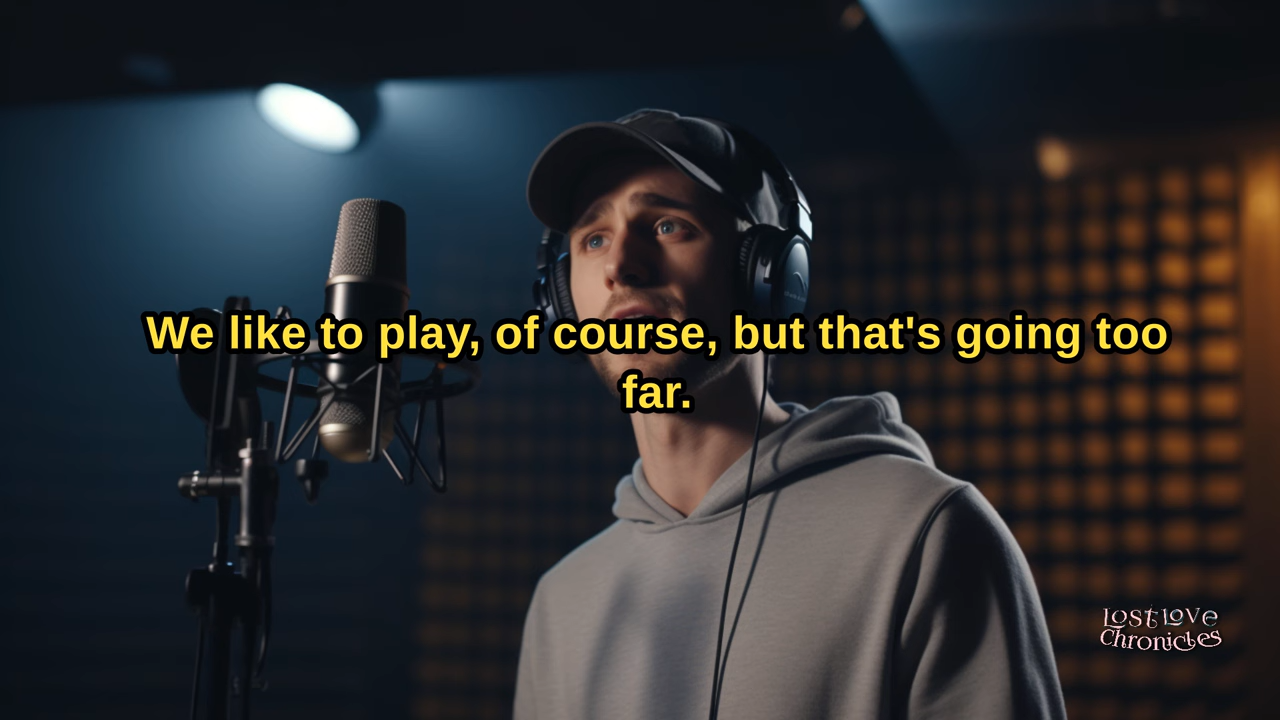 We like to play, of course, but that's going too
far.
Lost Love
Chronicles